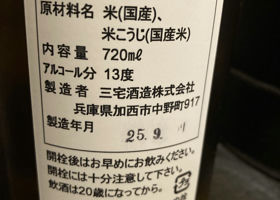 原材料名 米(国産)、
米こうじ(国産米)
内容量 720mℓ
アルコール分 13度
製造者 三宅酒造株式会社
兵庫県加西市中野町917
製造年月 25.9.
開栓後はお早めにお飲みください。
開栓には十分注意して下さい。
飲酒は20歳になってから。